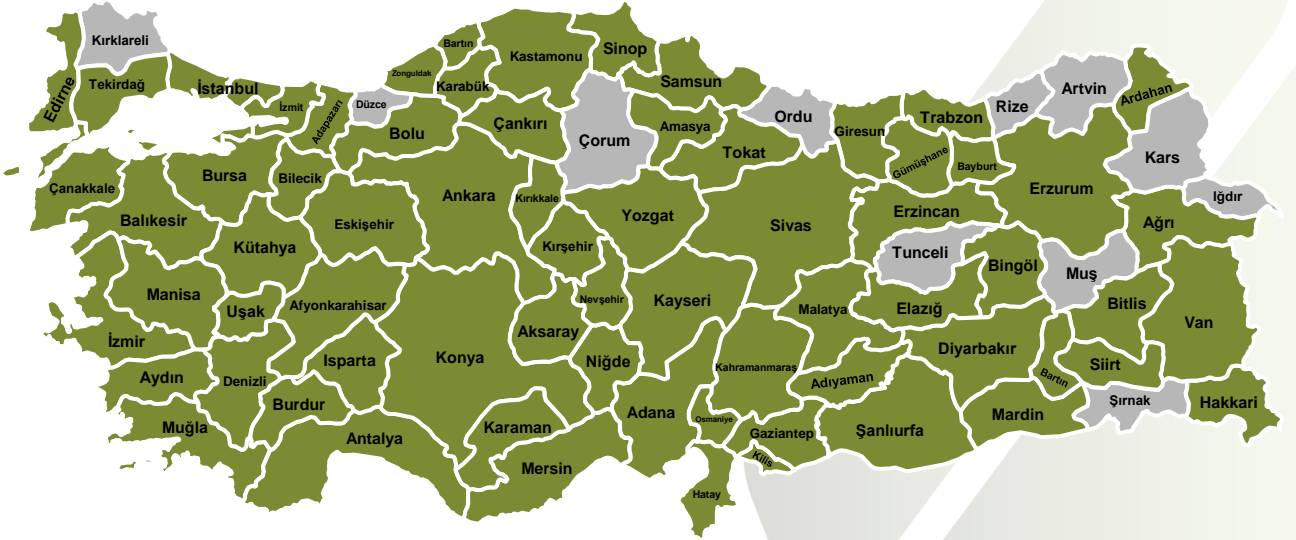 Kırklareli
Edirne
Tekirdağ
İstanbul
İzmit
Adapazarı
Düzce
Zonguldak
Bartın
Karabük
Kastamonu
Sinop
Samsun
Bolu
Çankırı
Çorum
Amasya
Tokat
Ordu
Giresun
Gümüşhane
Trabzon
Bayburt
Rize
Artvin
Ardahan
Kars
Iğdır
Çanakkale
Balıkesir
Bursa
Bilecik
Kütahya
Eskişehir
Ankara
Kırıkkale
Kırşehir
Yozgat
Sivas
Erzincan
Erzurum
Ağrı
Tunceli
Bingöl
Muş
Manisa
Uşak
Afyonkarahisar
Nevşehir
Kayseri
Malatya
Elazığ
Bitlis
Van
İzmir
Aydın
Denizli
Isparta
Burdur
Konya
Aksaray
Niğde
Kahramanmaraş
Adıyaman
Diyarbakır
Bartın
Siirt
Şırnak
Hakkari
Muğla
Antalya
Karaman
Mersin
Adana
Osmaniye
Gaziantep
Kilis
Şanlıurfa
Mardin
Hatay